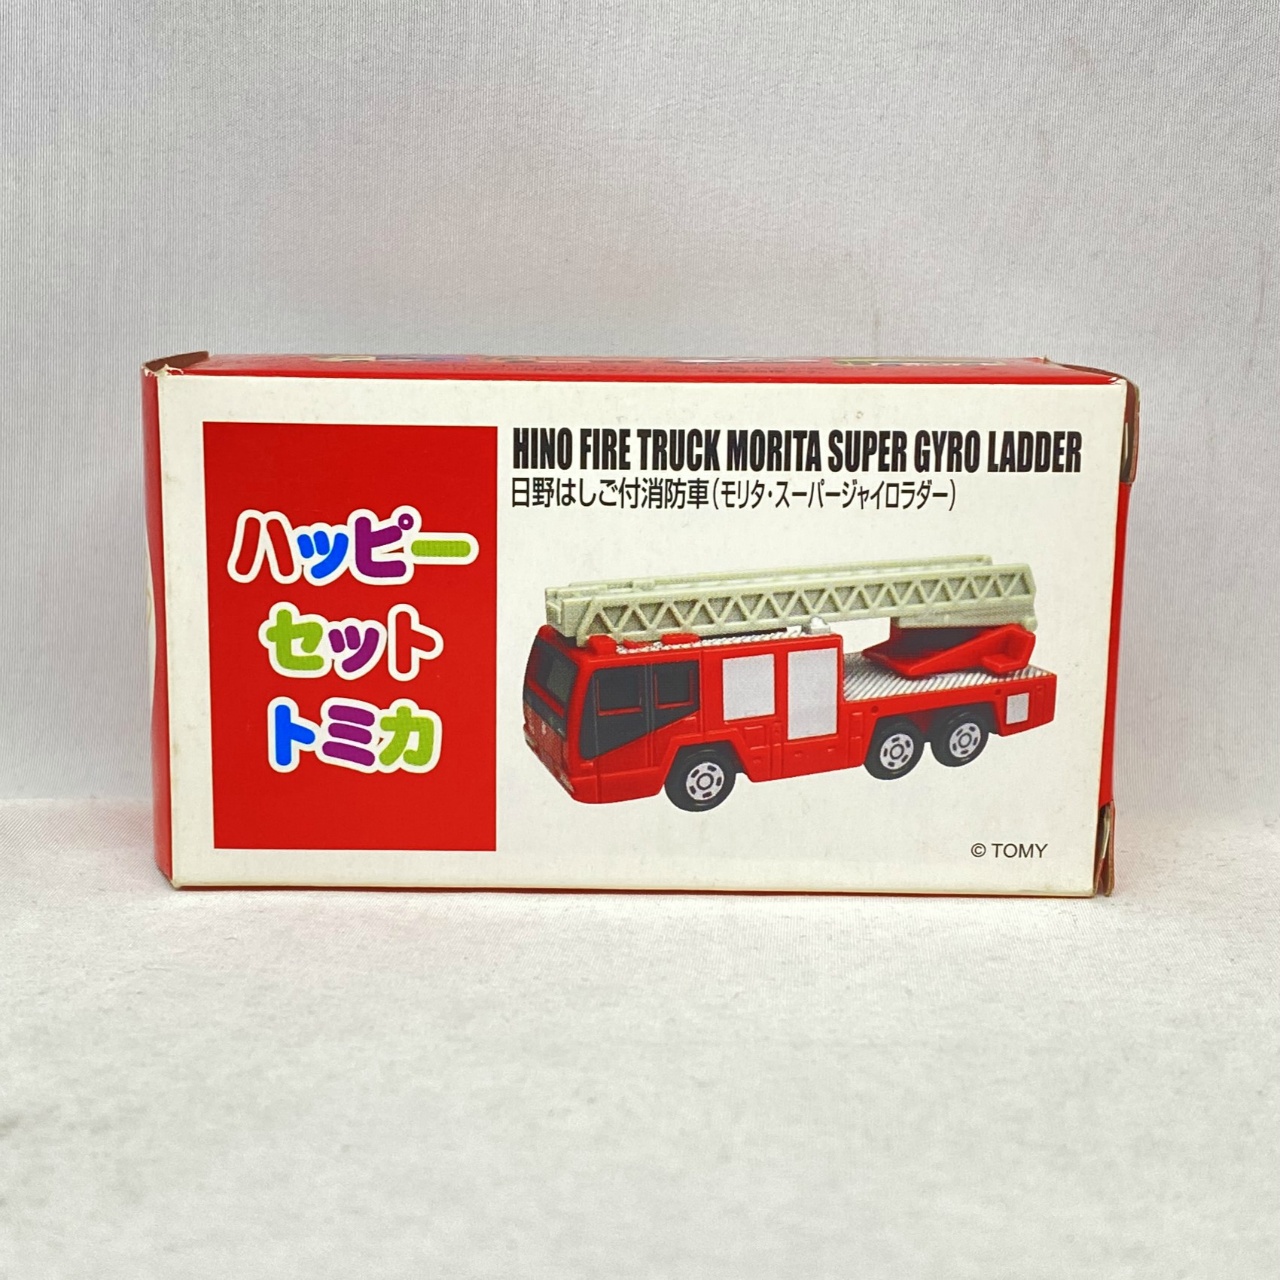 HINO FIRE TRUCK MORITA SUPER GYRO LADDER
日野はしご付消防車(モリタ・スーパージャイロラダー)
ハッピー
セット
トミカ
© TOMY